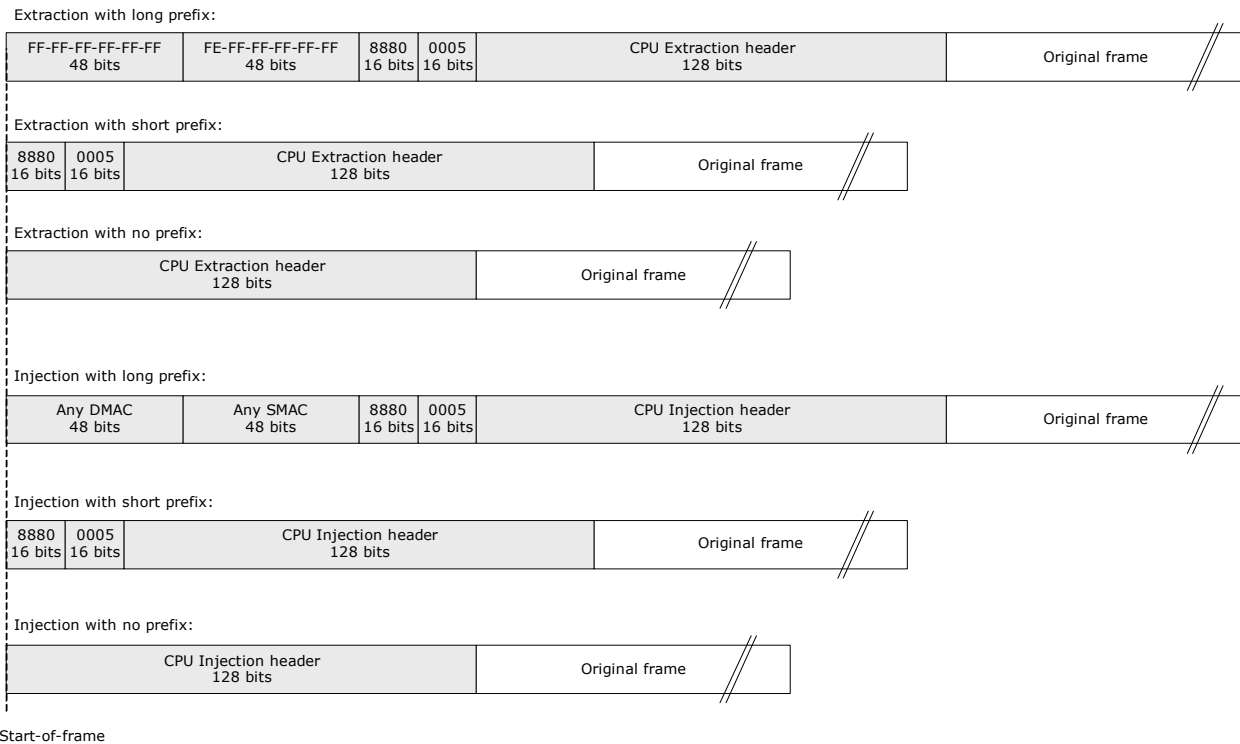 Extraction with long prefix:
FF-FF-FF-FF-FF-FF FE-FF-FF-FF-FF-FF 8880 0005 CPU Extraction header Original frame
48 bits 48 bits 16 bits 16 bits 128 bits
Extraction with short prefix:
8880 0005 CPU Extraction header Original frame
16 bits 16 bits 128 bits
Extraction with no prefix:
CPU Extraction header Original frame
128 bits
Injection with long prefix:
Any DMAC Any SMAC 8880 0005 CPU Injection header Original frame
48 bits 48 bits 16 bits 16 bits 128 bits
Injection with short prefix:
8880 0005 CPU Injection header Original frame
16 bits 16 bits 128 bits
Injection with no prefix:
CPU Injection header Original frame
128 bits
Start-of-frame